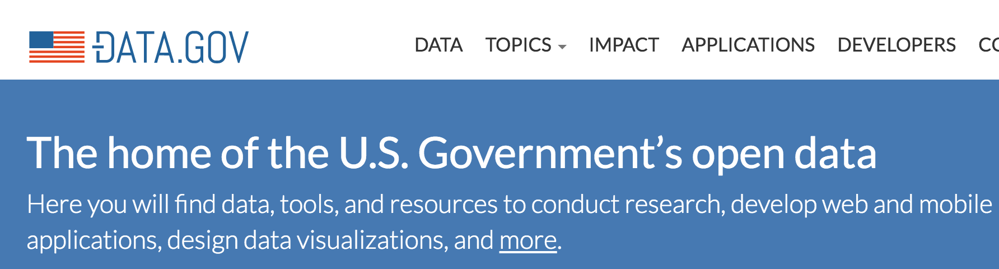 DATA.GOV
DATA TOPICS IMPACT APPLICATIONS DEVELOPERS
The home of the U.S. Government’s open data
Here you will find data, tools, and resources to conduct research, develop web and mobile
applications, design data visualizations, and more.